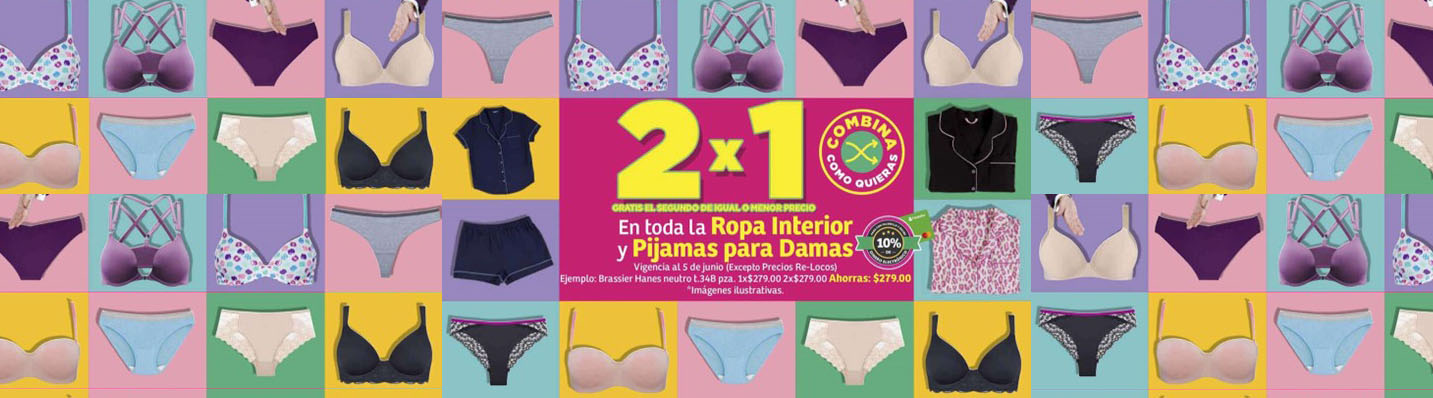 2x1
COMBINA
COMO QUIERAS
GRATIS EL SEGUNDO DE IGUAL O MENOR PRECIO
En toda la Ropa Interior
y Pijamas para Damas
10%
Vigencia al 5 de junio (Excepto Precios Re-Locos)
Ejemplo: Brassier Hanes neutro t.34B pza. 1x$279.00 2x$279.00 Ahorras: $279.00
*Imágenes ilustrativas.